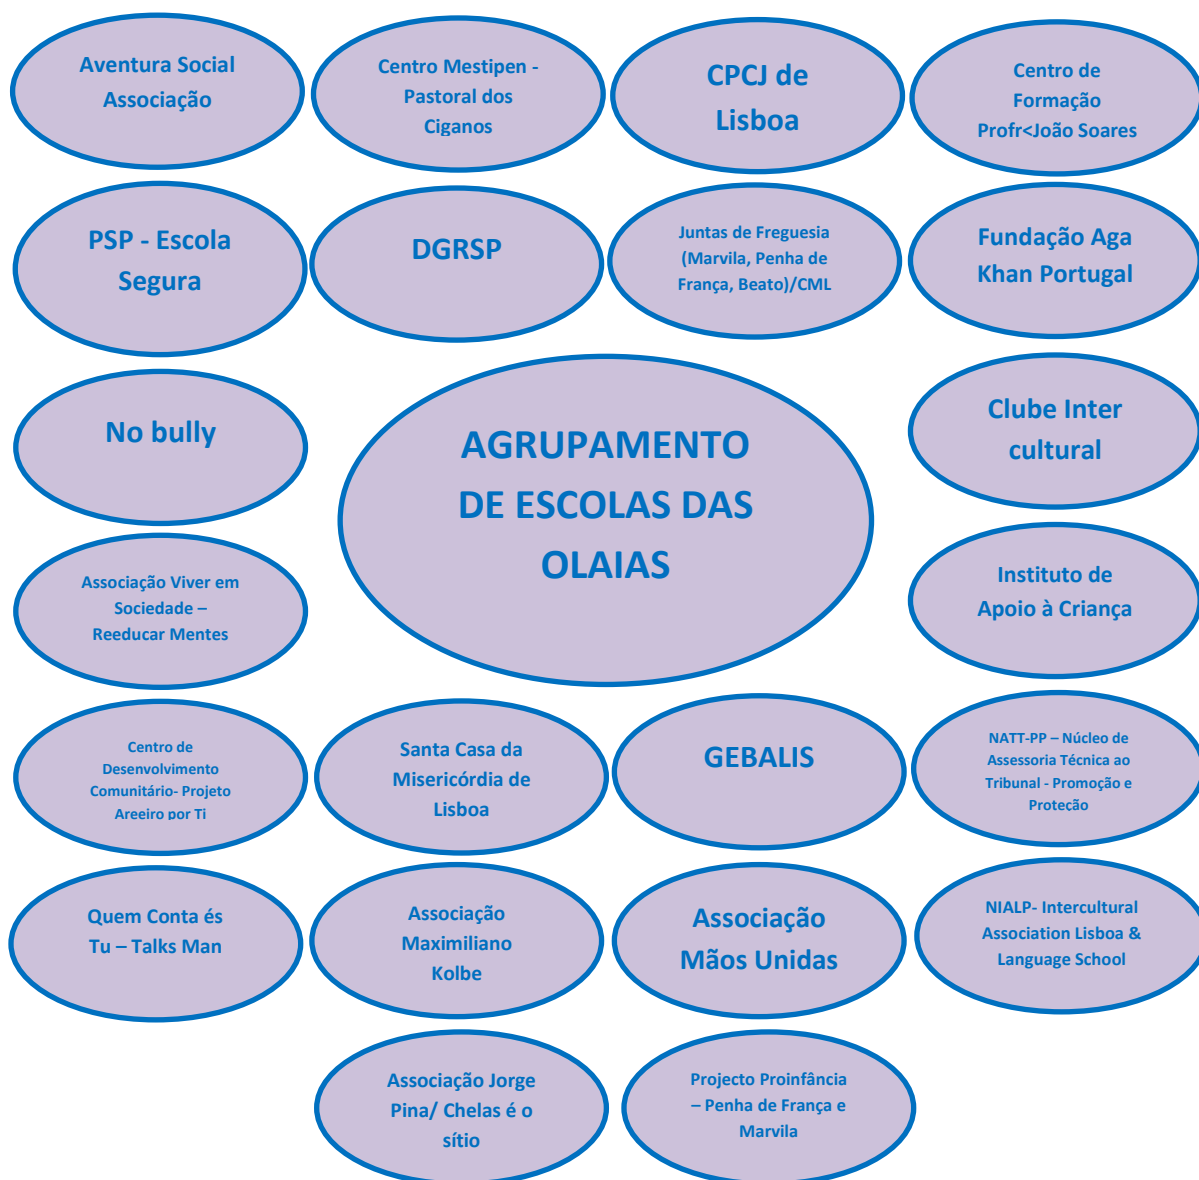 Aventura Social
Associação
Centro Mestipen -
Pastoral dos
Ciganos
CPCJ de
Lisboa
Centro de
Formação
Profr<João Soares
PSP - Escola
Segura
DGRSP
Juntas de Freguesia
(Marvila, Penha de
França, Beato)/CML
Fundação Aga
Khan Portugal
No bully
AGRUPAMENTO
DE ESCOLAS DAS
OLAIAS
Clube Inter
cultural
Associação Viver em
Sociedade –
Reeducar Mentes
Instituto de
Apoio à Criança
Centro de
Desenvolvimento
Comunitário- Projeto
Areeiro por Ti
Santa Casa da
Misericórdia de
Lisboa
GEBALIS
NATT-PP – Núcleo de
Assessoria Técnica ao
Tribunal - Promoção e
Proteção
Quem Conta és
Tu – Talks Man
Associação
Maximiliano
Kolbe
Associação
Mãos Unidas
NIALP- Intercultural
Association Lisboa &
Language School
Associação Jorge
Pina/ Chelas é o
sítio
Projecto Proinfância
– Penha de França e
Marvila